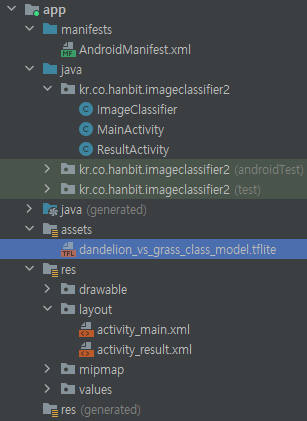 app
manifests
AndroidManifest.xml
java
kr.co.hanbit.imageclassifier2
ImageClassifier
MainActivity
ResultActivity
kr.co.hanbit.imageclassifier2 (androidTest)
kr.co.hanbit.imageclassifier2 (test)
java (generated)
assets
dandelion_vs_grass_class_model.tflite
res
drawable
layout
activity_main.xml
activity_result.xml
mipmap
values
res (generated)